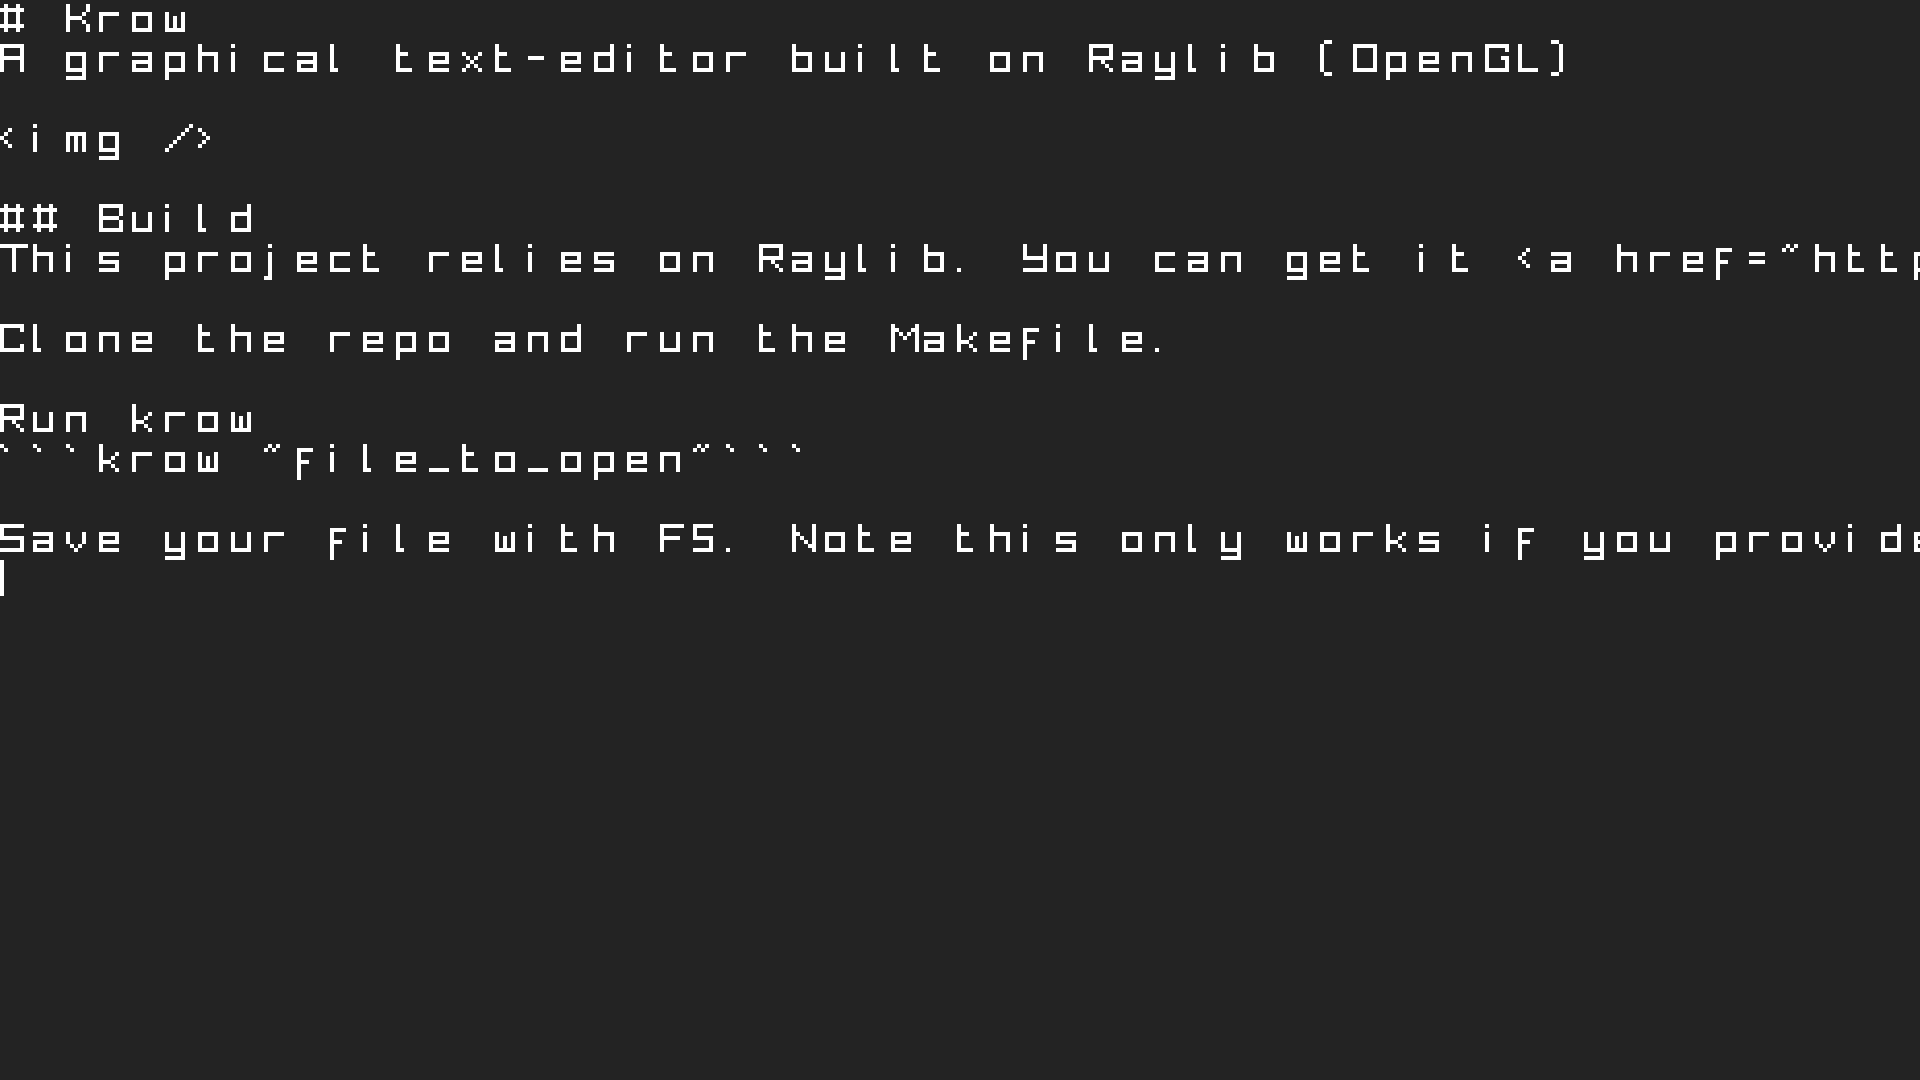 # Krow
A graphical text-editor built on Raylib (OpenGL)
<img />
## Build
This project relies on Raylib. You can get it <a href="http
Clone the repo and run the Makefile.
Run krow
```krow "file_to_open"```
Save your file with F5. Note this only works if you provide